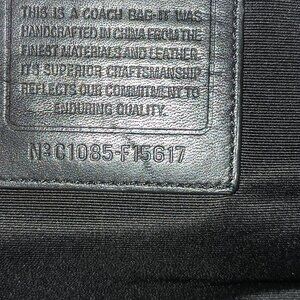 THIS IS A COACH BAG-IT WAS
HANDCRAFTED IN CHINA FROM THE
FINEST MATERIALS AND LEATHER.
IT'S SUPERIOR CRAFTSMANSHIP
REFLECTS OUR COMMITMENT TO
ENDURING QUALITY.
Nº C1085-F15617